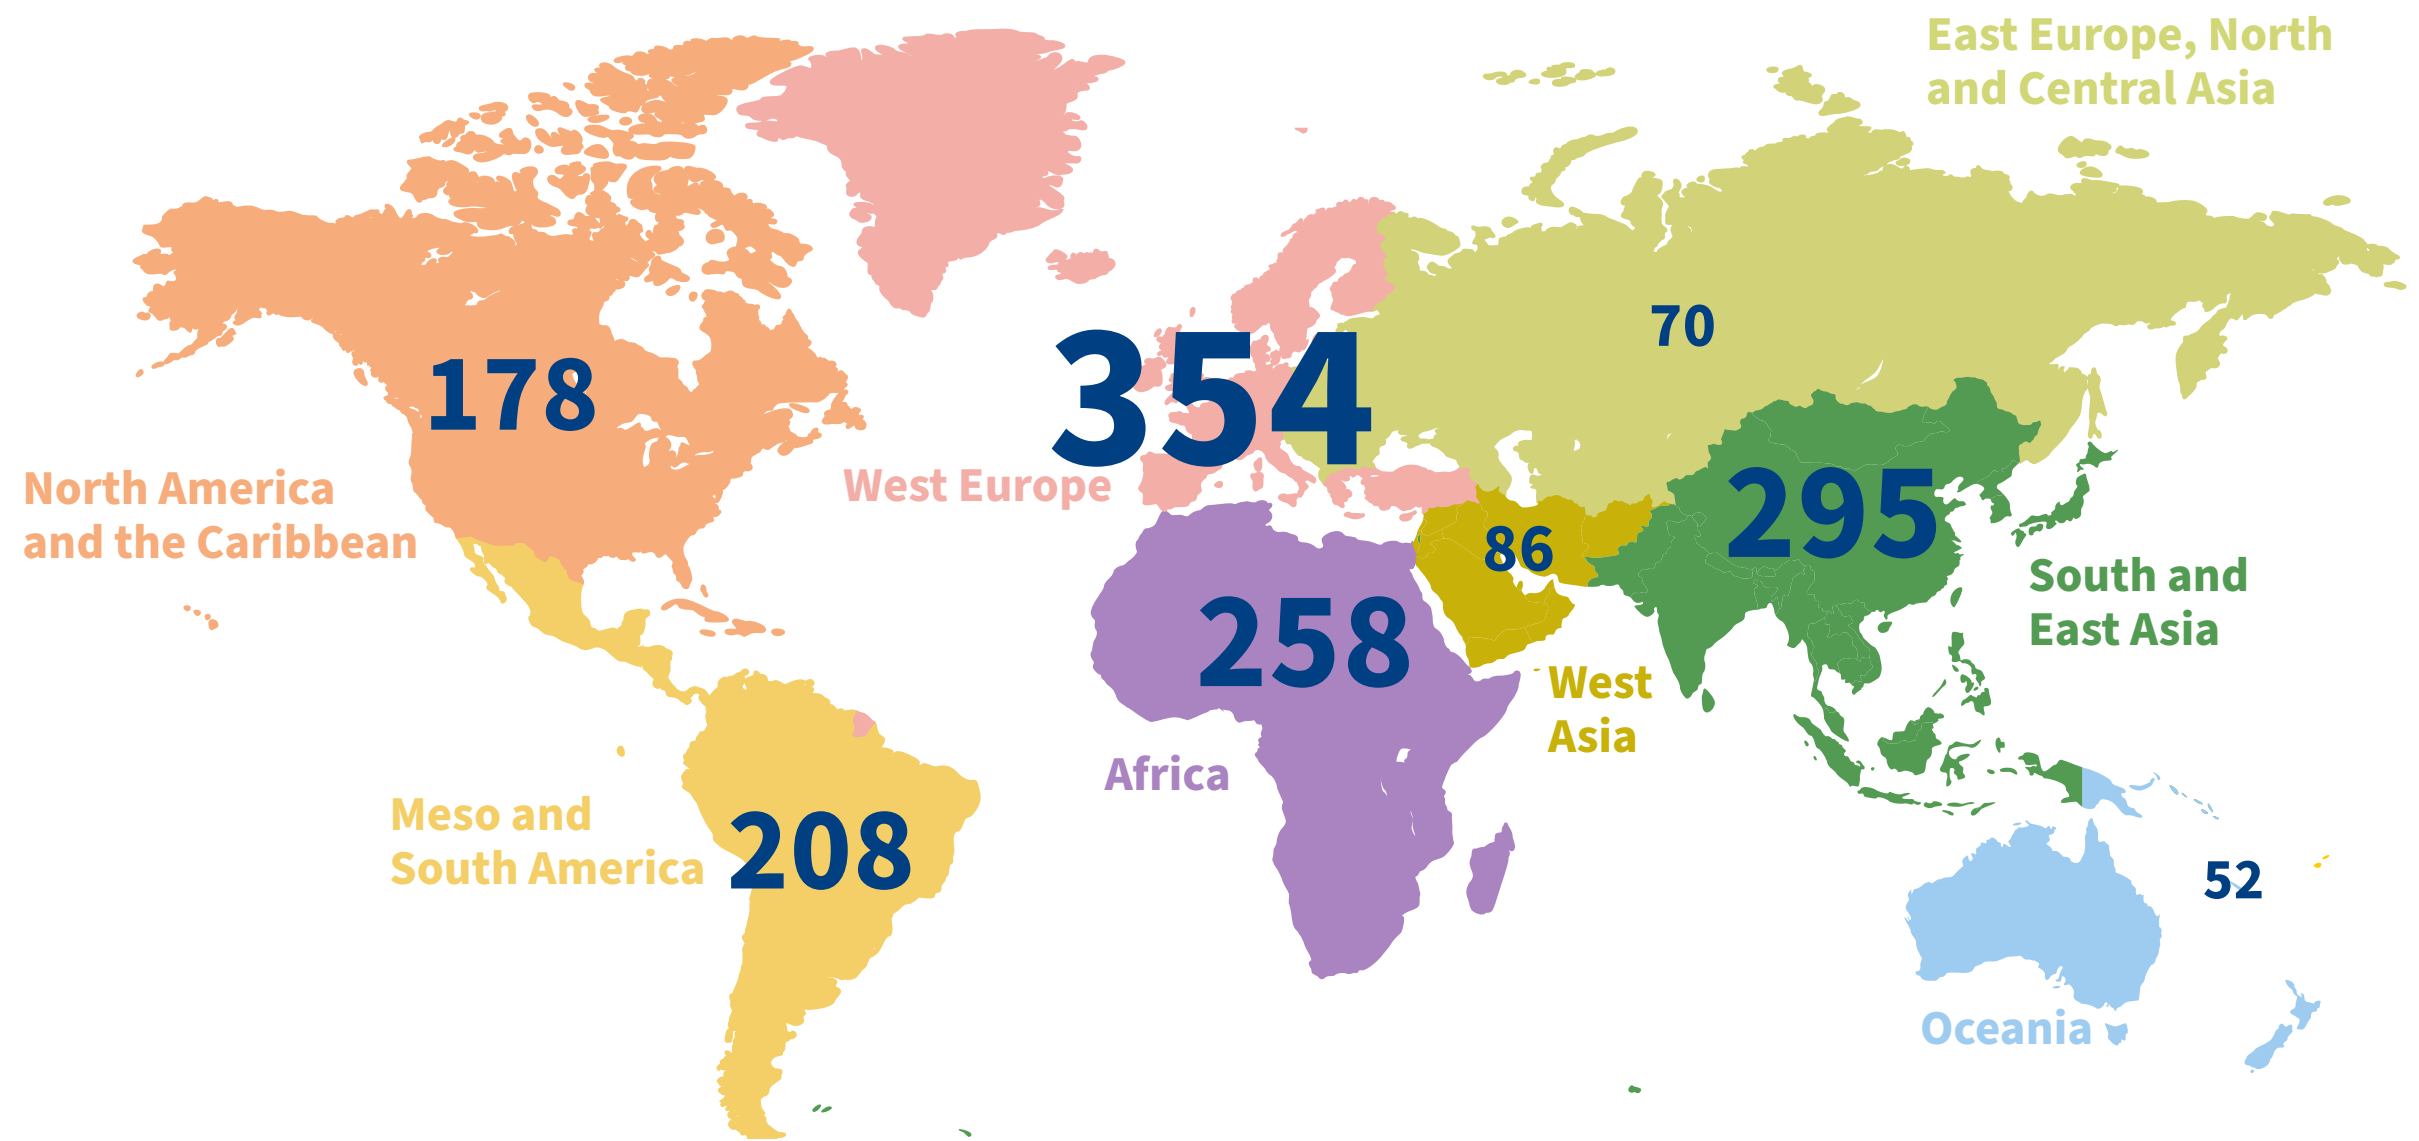 East Europe, North
and Central Asia
70
354
West Europe
178
North America
and the Caribbean
295
South and
East Asia
86
West
Asia
258
Africa
208
Meso and
South America
52
Oceania